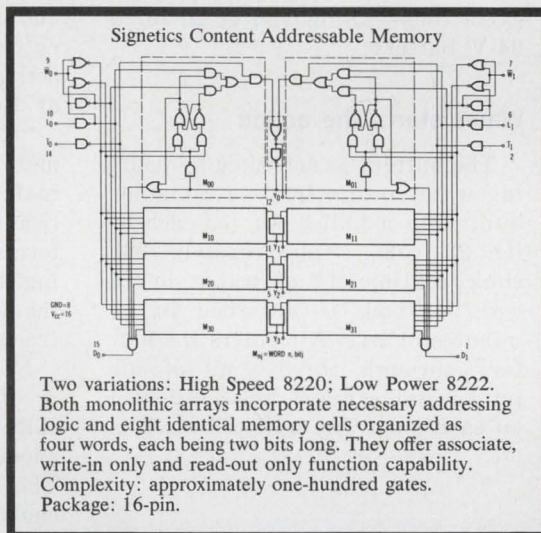 Signetics Content Addressable Memory
9
W₀
10
L₀
I₀
14
7
W₁
6
L₁
I₁
2
M₀₀
M₀₁
12
Y₀
M₁₀
11
Y₁
M₁₁
M₂₀
5
Y₂
M₂₁
M₃₀
3
Y₃
M₃₁
GND=8
V_CC=16
15
D₀
1
D₁
M_nj=WORD n, bit j
Two variations: High Speed 8220; Low Power 8222.
Both monolithic arrays incorporate necessary addressing
logic and eight identical memory cells organized as
four words, each being two bits long. They offer associate,
write-in only and read-out only function capability.
Complexity: approximately one-hundred gates.
Package: 16-pin.